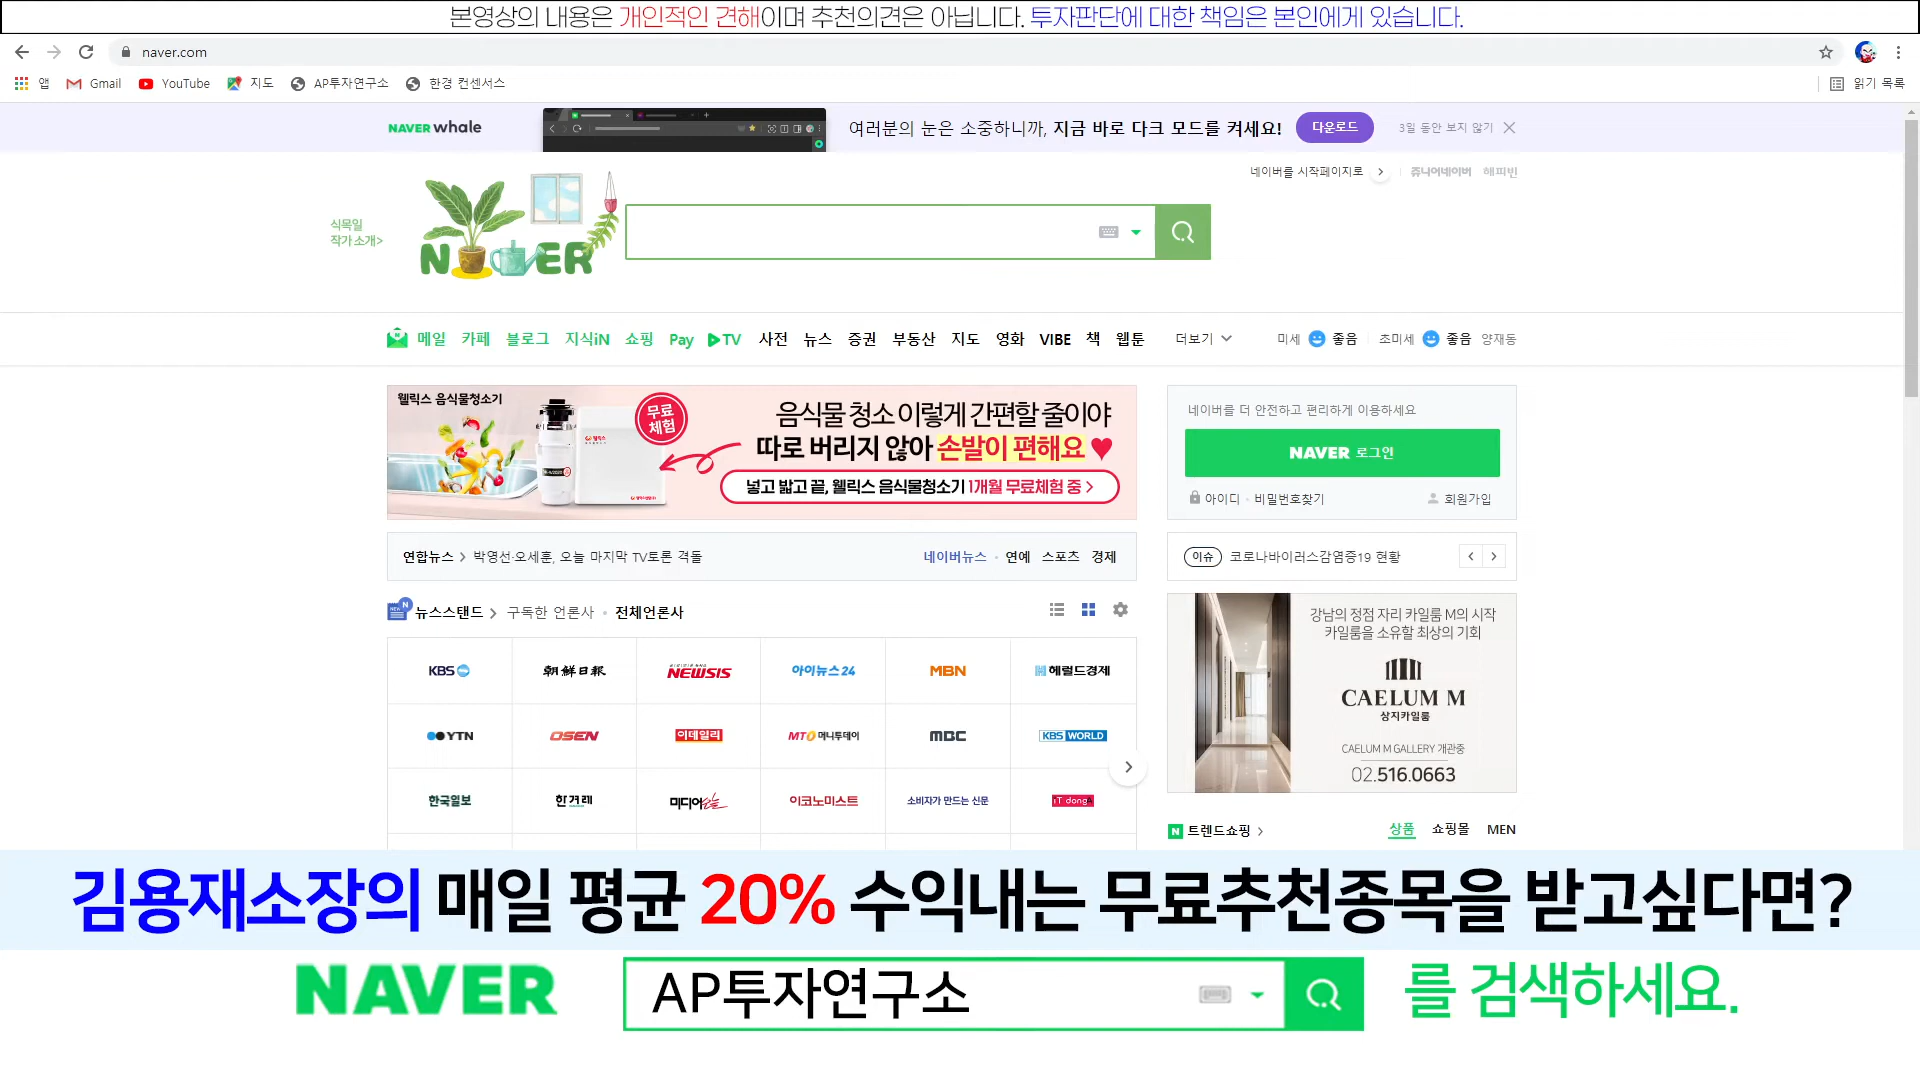 본영상의 내용은 개인적인 견해이며 추천의견은 아닙니다. 투자판단에 대한 책임은 본인에게 있습니다.
naver.com
앱 Gmail YouTube 지도 AP투자연구소 한경 컨센서스 읽기 목록
NAVER whale 여러분의 눈은 소중하니까, 지금 바로 다크 모드를 켜세요! 다운로드 3일 동안 보지 않기
네이버를 시작페이지로 쥬니어네이버 해피빈
식목일
작가 소개>
NAVER
메일 카페 블로그 지식iN 쇼핑 Pay TV 사전 뉴스 증권 부동산 지도 영화 VIBE 책 웹툰 더보기 미세 좋음 초미세 좋음 양재동
웰릭스 음식물청소기
무료
체험
음식물 청소 이렇게 간편할 줄이야
따로 버리지 않아 손발이 편해요
넣고 밟고 끝, 웰릭스 음식물청소기 1개월 무료체험 중 >
네이버를 더 안전하고 편리하게 이용하세요
NAVER 로그인
아이디 · 비밀번호찾기 회원가입
연합뉴스 > 박영선·오세훈, 오늘 마지막 TV토론 격돌 네이버뉴스 · 연예 스포츠 경제
이슈 코로나바이러스감염증19 현황
뉴스스탠드 > 구독한 언론사 · 전체언론사
KBS 朝鮮日報 NEWSIS 아이뉴스24 MBN 헤럴드경제
YTN OSEN 이데일리 MT머니투데이 MBC KBS WORLD
한국일보 한겨레 미디어오늘 이코노미스트 소비자가 만드는 신문 iT dongA
강남의 정점 자리 카일룸 M의 시작
카일룸을 소유할 최상의 기회
CAELUM M
상지카일룸
CAELUM M GALLERY 개관중
02.516.0663
N 트렌드쇼핑 > 상품 쇼핑몰 MEN
김용재소장의 매일 평균 20% 수익내는 무료추천종목을 받고싶다면?
NAVER AP투자연구소 를 검색하세요.